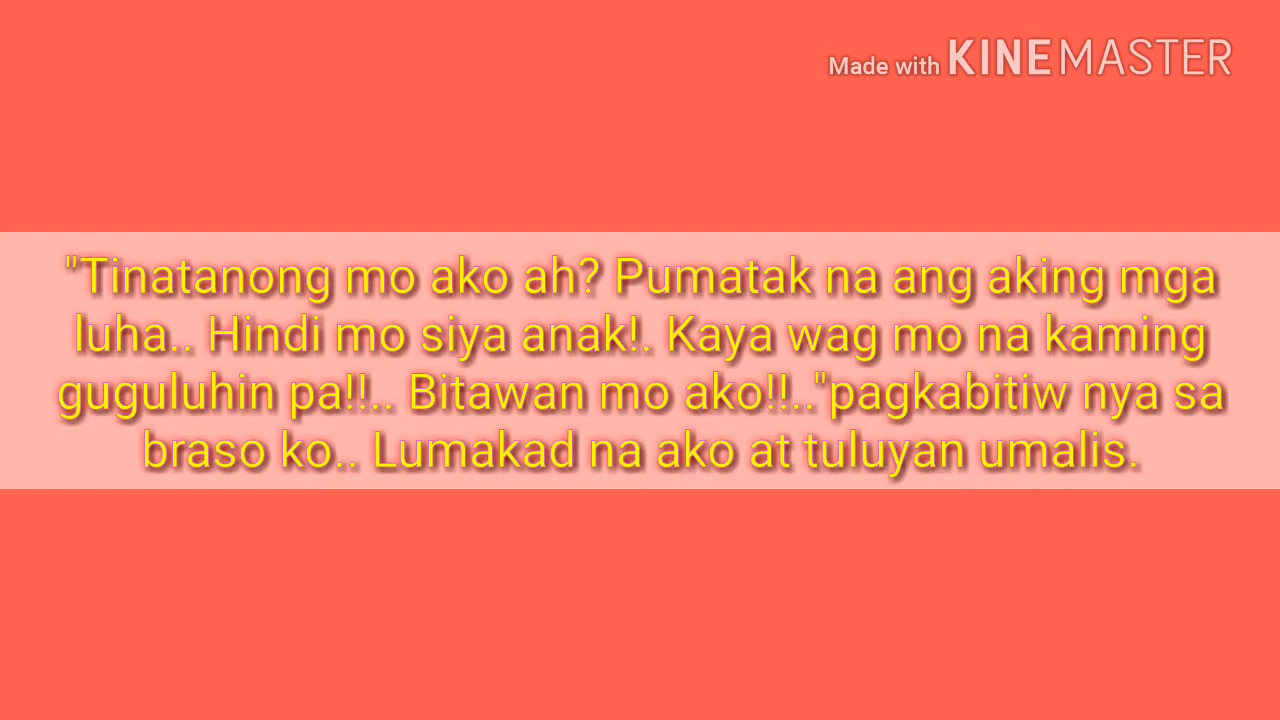 Made with KINEMASTER
"Tinatanong mo ako ah? Pumatak na ang aking mga
luha.. Hindi mo siya anak!. Kaya wag mo na kaming
guguluhin pa!!.. Bitawan mo ako!!.."pagkabitiw nya sa
braso ko.. Lumakad na ako at tuluyan umalis.